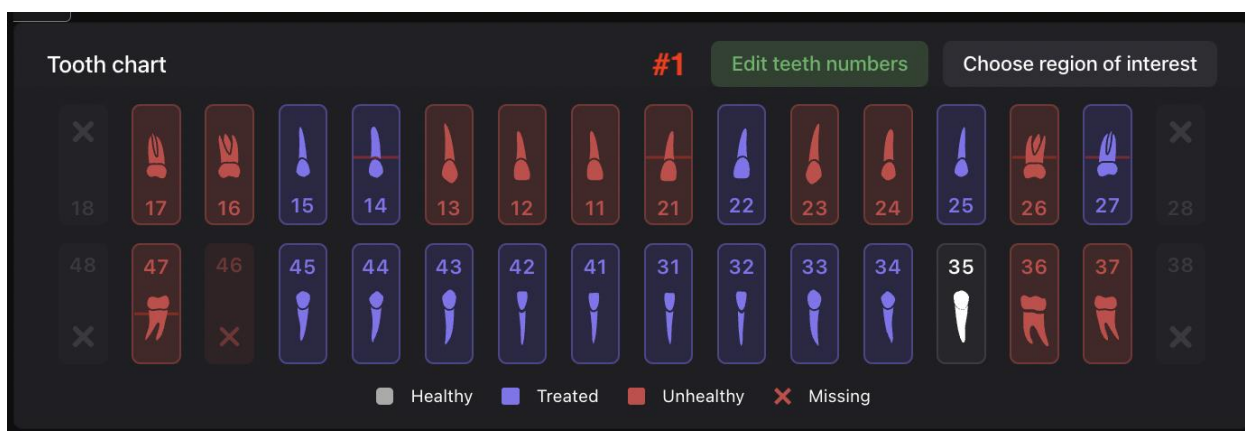 Tooth chart #1 Edit teeth numbers Choose region of interest
18 17 16 15 14 13 12 11 21 22 23 24 25 26 27 28
48 47 46 45 44 43 42 41 31 32 33 34 35 36 37 38
Healthy Treated Unhealthy Missing